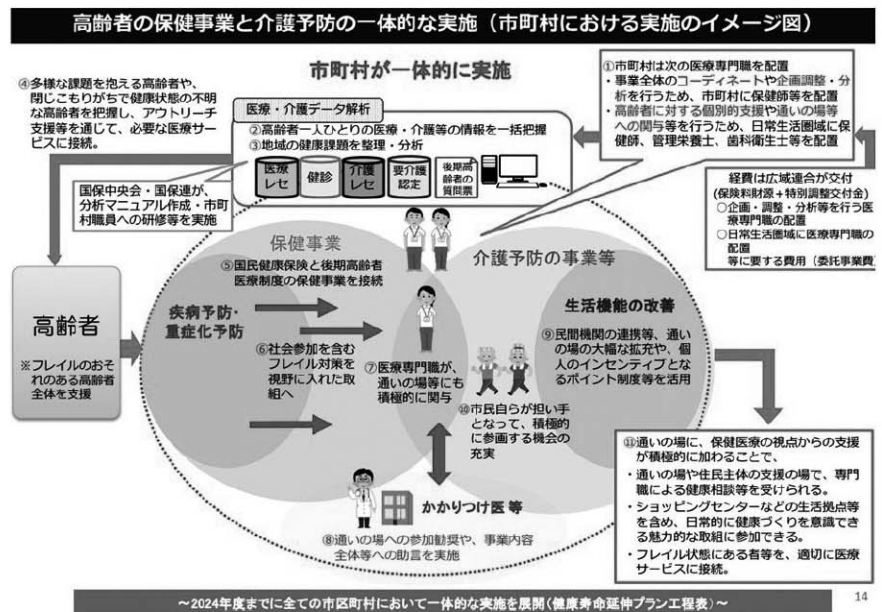 高齢者の保健事業と介護予防の一体的な実施（市町村における実施のイメージ図）
市町村が一体的に実施
①市町村は次の医療専門職を配置
・事業全体のコーディネートや企画調整・分
析を行うため、市町村に保健師等を配置
・高齢者に対する個別的支援や通いの場等
への関与等を行うため、日常生活圏域に保
健師、管理栄養士、歯科衛生士等を配置
④多様な課題を抱える高齢者や、
閉じこもりがちで健康状態の不明
な高齢者を把握し、アウトリーチ
支援等を通じて、必要な医療サー
ビスに接続。
医療・介護データ解析
②高齢者一人ひとりの医療・介護等の情報を一括把握
③地域の健康課題を整理・分析
医療
レセ
健診
介護
レセ
要介護
認定
後期高
齢者の
質問票
国保中央会・国保連が、
分析マニュアル作成・市町
村職員への研修等を実施
経費は広域連合が交付
(保険料財源＋特別調整交付金)
○企画・調整・分析等を行う医
療専門職の配置
○日常生活圏域に医療専門職の
配置
等に要する費用（委託事業費)
保健事業
介護予防の事業等
⑤国民健康保険と後期高齢者
医療制度の保健事業を接続
高齢者
※フレイルのおそ
れのある高齢者
全体を支援
疾病予防・
重症化予防
⑥社会参加を含む
フレイル対策を
視野に入れた取
組へ
⑦医療専門職が、
通いの場等にも
積極的に関与
生活機能の改善
⑨民間機関の連携等、通い
の場の大幅な拡充や、個
人のインセンティブとな
るポイント制度等を活用
⑩市民自らが担い手
となって、積極的
に参画する機会の
充実
かかりつけ医 等
⑧通いの場への参加勧奨や、事業内容
全体等への助言を実施
⑪通いの場に、保健医療の視点からの支援
が積極的に加わることで、
・通いの場や住民主体の支援の場で、専門
職による健康相談等を受けられる。
・ショッピングセンターなどの生活拠点等
を含め、日常的に健康づくりを意識でき
る魅力的な取組に参加できる。
・フレイル状態にある者等を、適切に医療
サービスに接続。
～2024年度までに全ての市区町村において一体的な実施を展開(健康寿命延伸プラン工程表)～
14